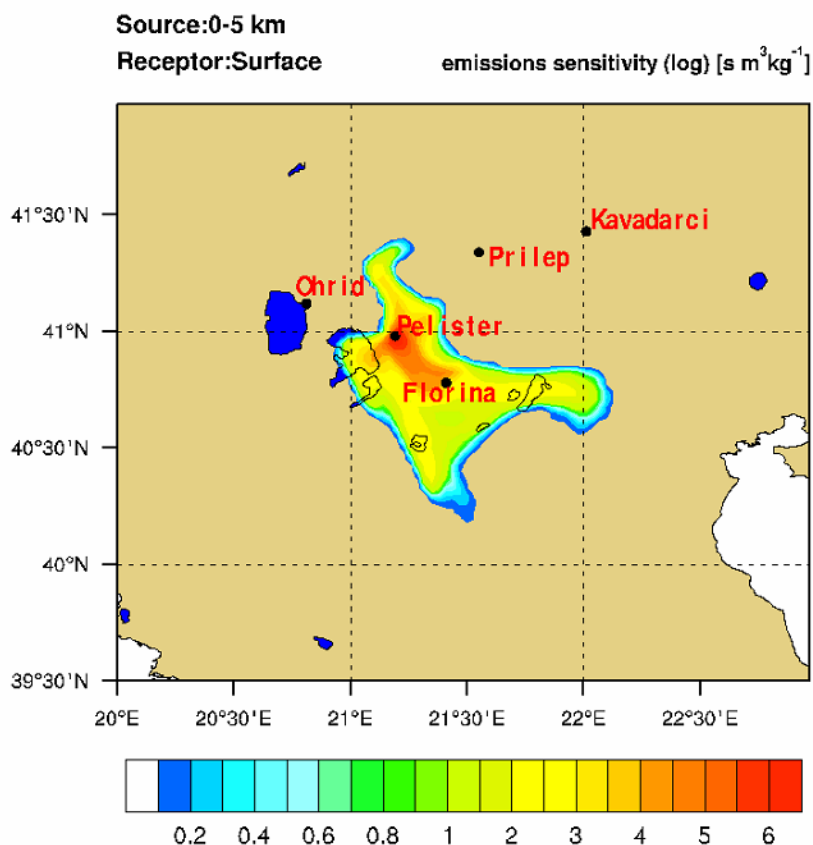 Source:0-5 km
Receptor:Surface
emissions sensitivity (log) [s m³kg⁻¹]
41°30'N
41°N
40°30'N
40°N
39°30'N
Kavadarci
Prilep
Ohrid
Pelister
Florina
20°E 20°30'E 21°E 21°30'E 22°E 22°30'E
0.2 0.4 0.6 0.8 1 2 3 4 5 6